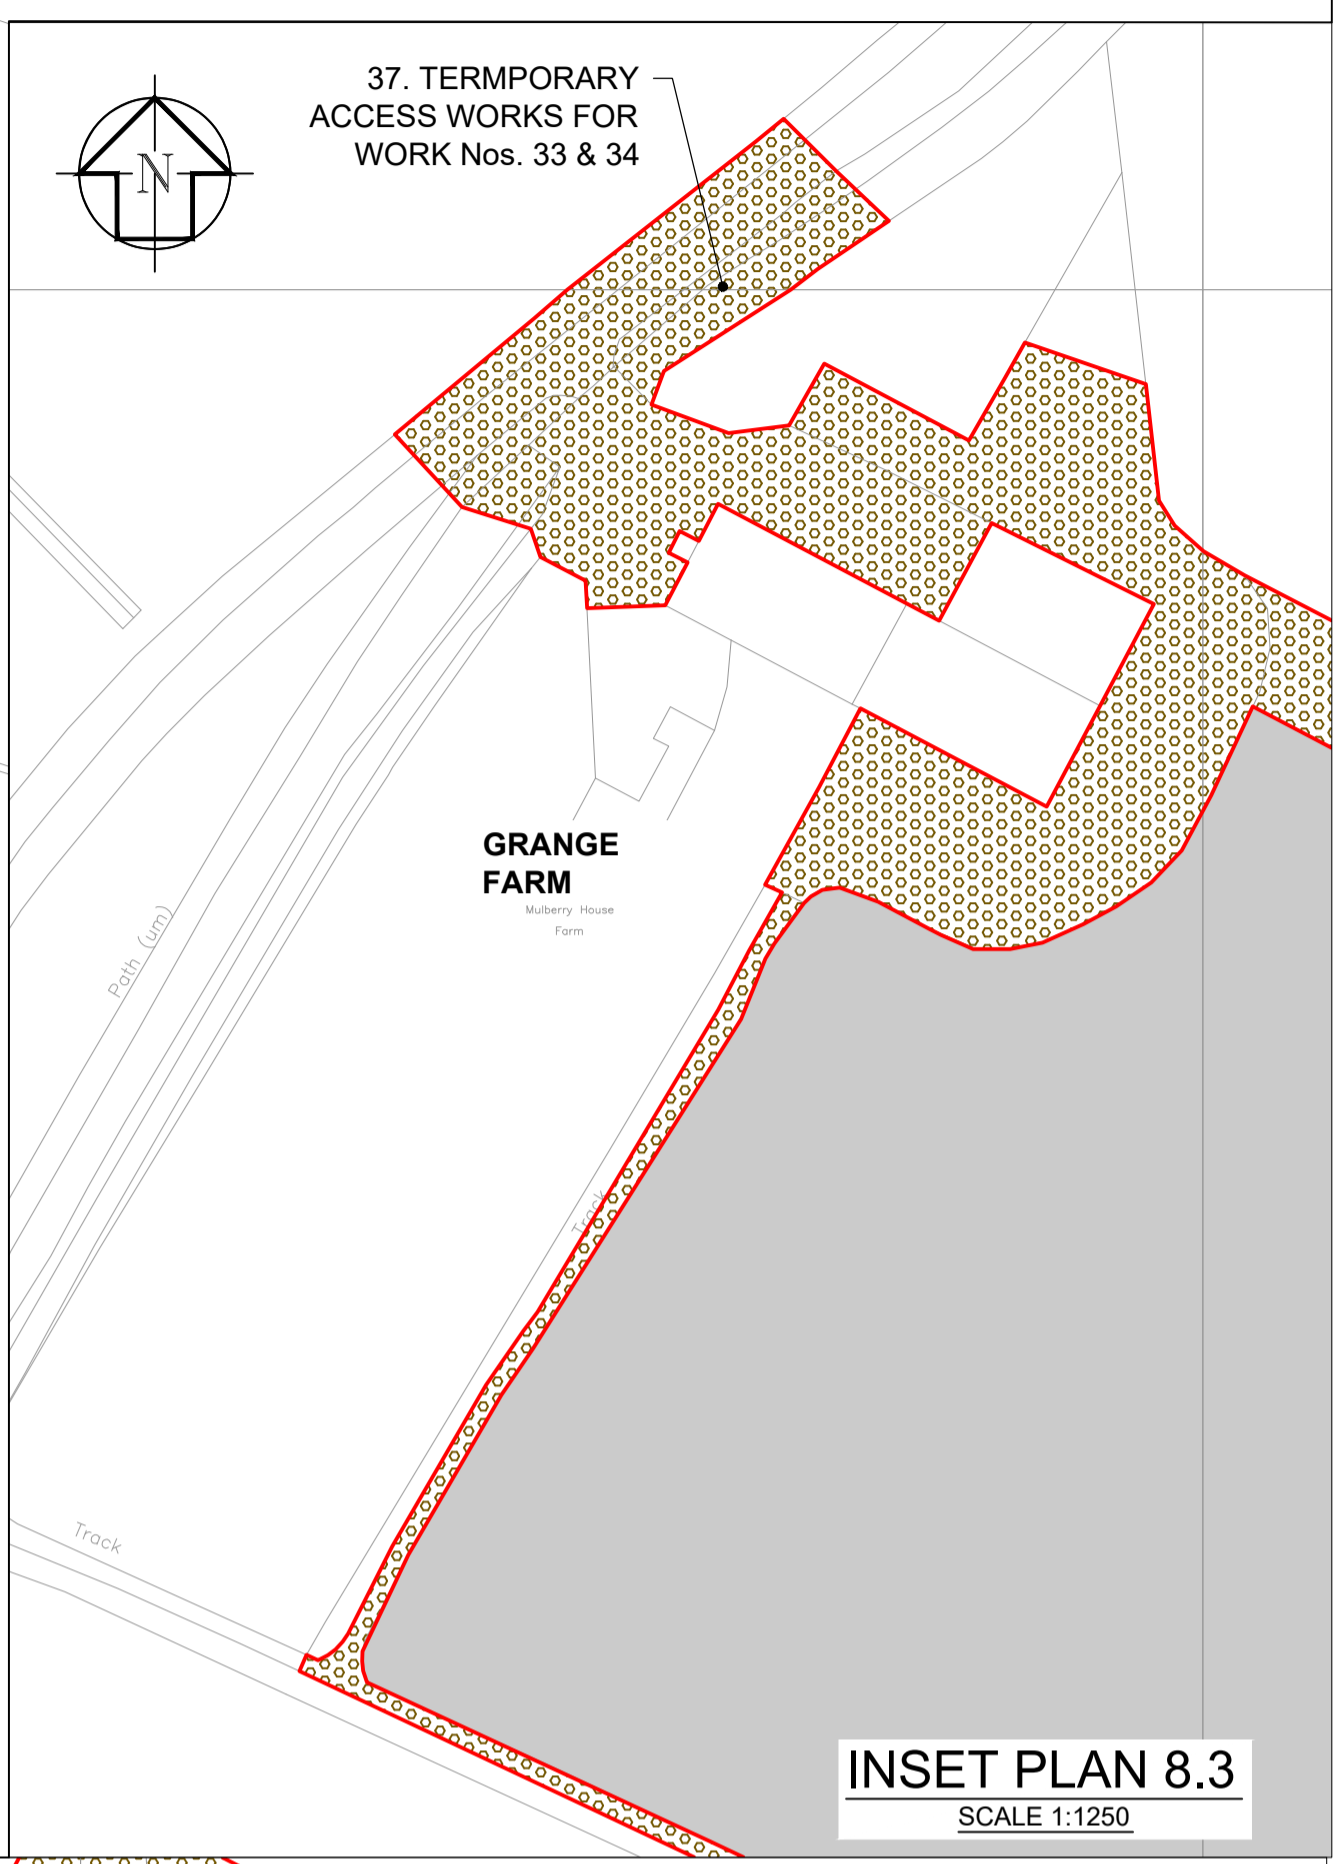 37. TERMPORARY
ACCESS WORKS FOR
WORK Nos. 33 & 34
N
GRANGE
FARM
Mulberry House
Farm
Path (um)
Track
Track
INSET PLAN 8.3
SCALE 1:1250